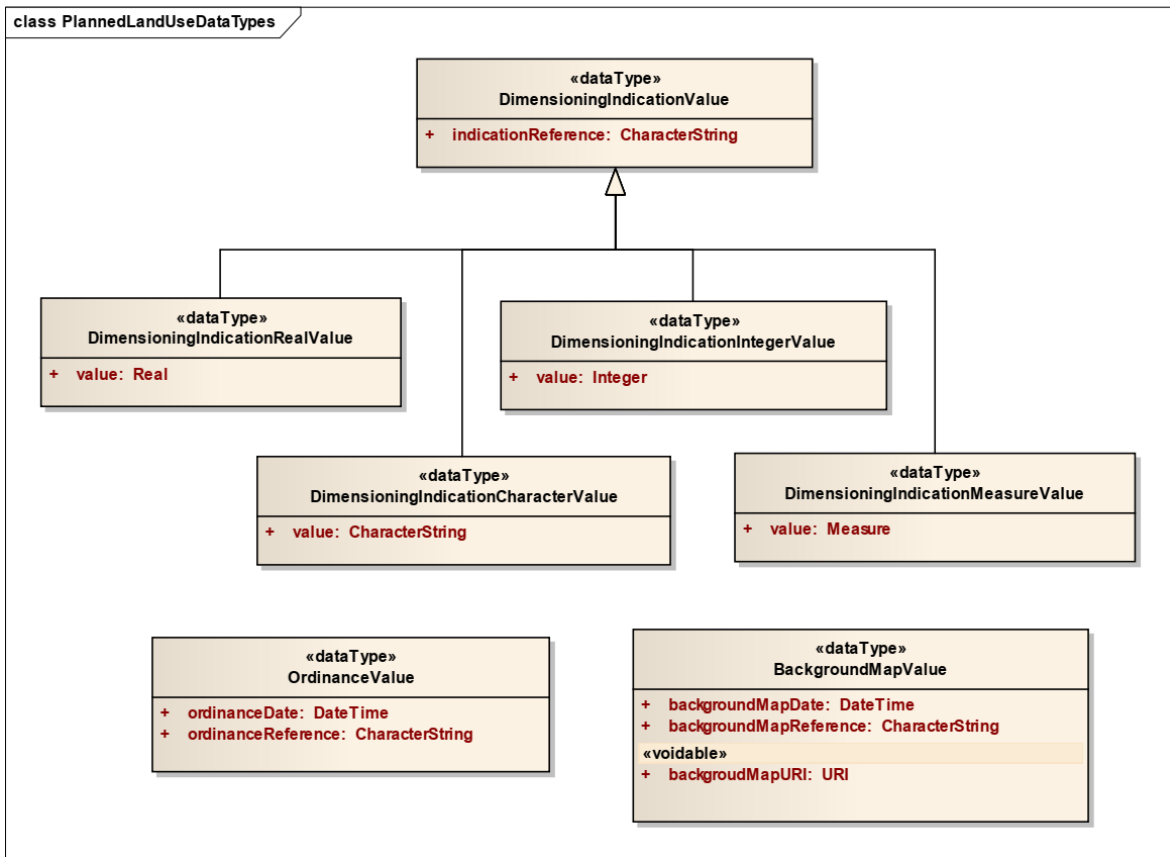 class PlannedLandUseDataTypes
«dataType»
DimensioningIndicationValue
+ indicationReference: CharacterString
«dataType»
DimensioningIndicationRealValue
+ value: Real
«dataType»
DimensioningIndicationIntegerValue
+ value: Integer
«dataType»
DimensioningIndicationCharacterValue
+ value: CharacterString
«dataType»
DimensioningIndicationMeasureValue
+ value: Measure
«dataType»
OrdinanceValue
+ ordinanceDate: DateTime
+ ordinanceReference: CharacterString
«dataType»
BackgroundMapValue
+ backgroundMapDate: DateTime
+ backgroundMapReference: CharacterString
«voidable»
+ backgroudMapURI: URI